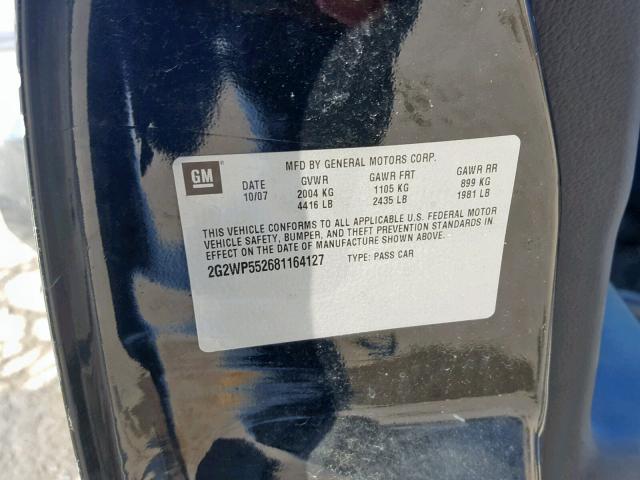 GM ®
MFD BY GENERAL MOTORS CORP.
DATE GVWR GAWR FRT GAWR RR
10/07 2004 KG 1105 KG 899 KG
4416 LB 2435 LB 1981 LB
THIS VEHICLE CONFORMS TO ALL APPLICABLE U.S. FEDERAL MOTOR
VEHICLE SAFETY, BUMPER, AND THEFT PREVENTION STANDARDS IN
EFFECT ON THE DATE OF MANUFACTURE SHOWN ABOVE.
2G2WP552681164127 TYPE: PASS CAR